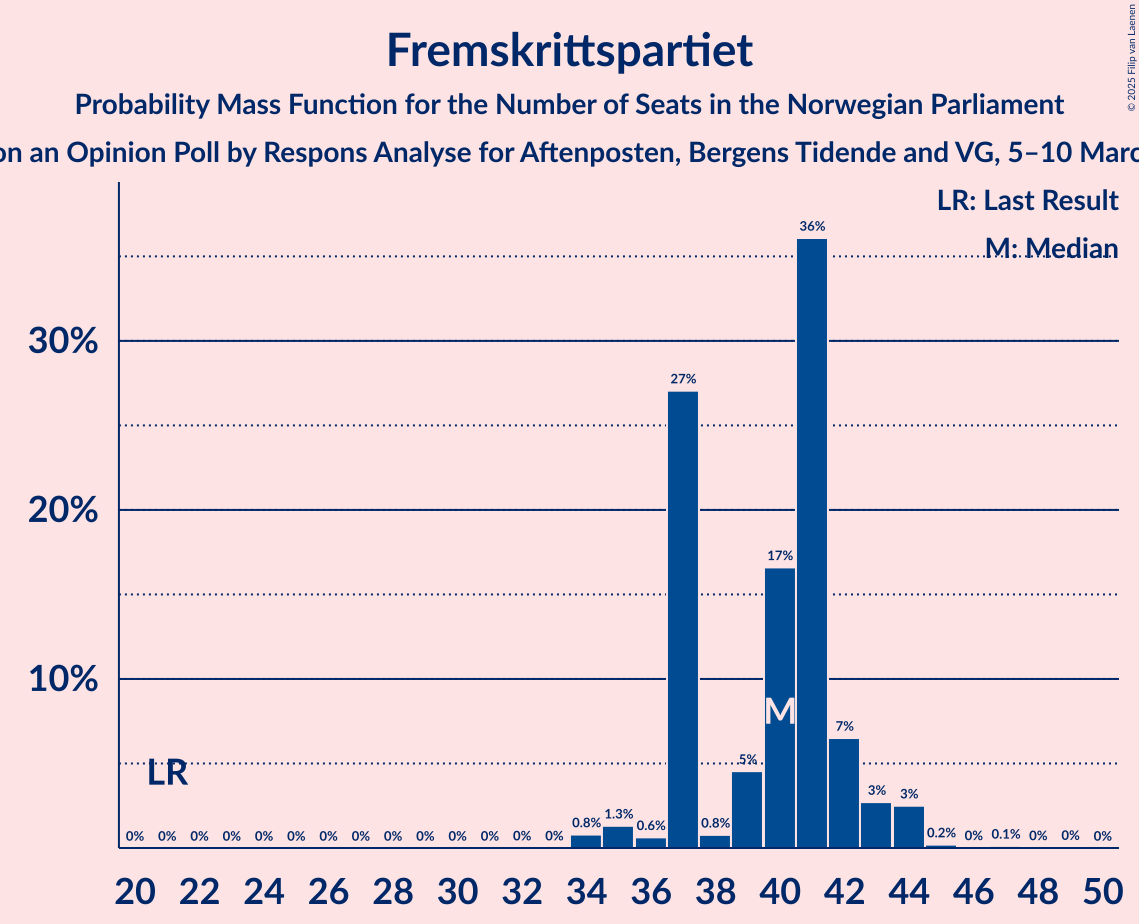 Fremskrittspartiet
Probability Mass Function for the Number of Seats in the Norwegian Parliament
on an Opinion Poll by Respons Analyse for Aftenposten, Bergens Tidende and VG, 5–10 Marc
© 2025 Filip van Laenen
LR: Last Result
M: Median
36%
30%
27%
20%
17%
10%
M
7%
LR
5%
3% 3%
0% 0% 0% 0% 0% 0% 0% 0% 0% 0% 0% 0% 0% 0% 0.8% 1.3% 0.6% 0.8% 0.2% 0% 0.1% 0% 0% 0%
20 22 24 26 28 30 32 34 36 38 40 42 44 46 48 50